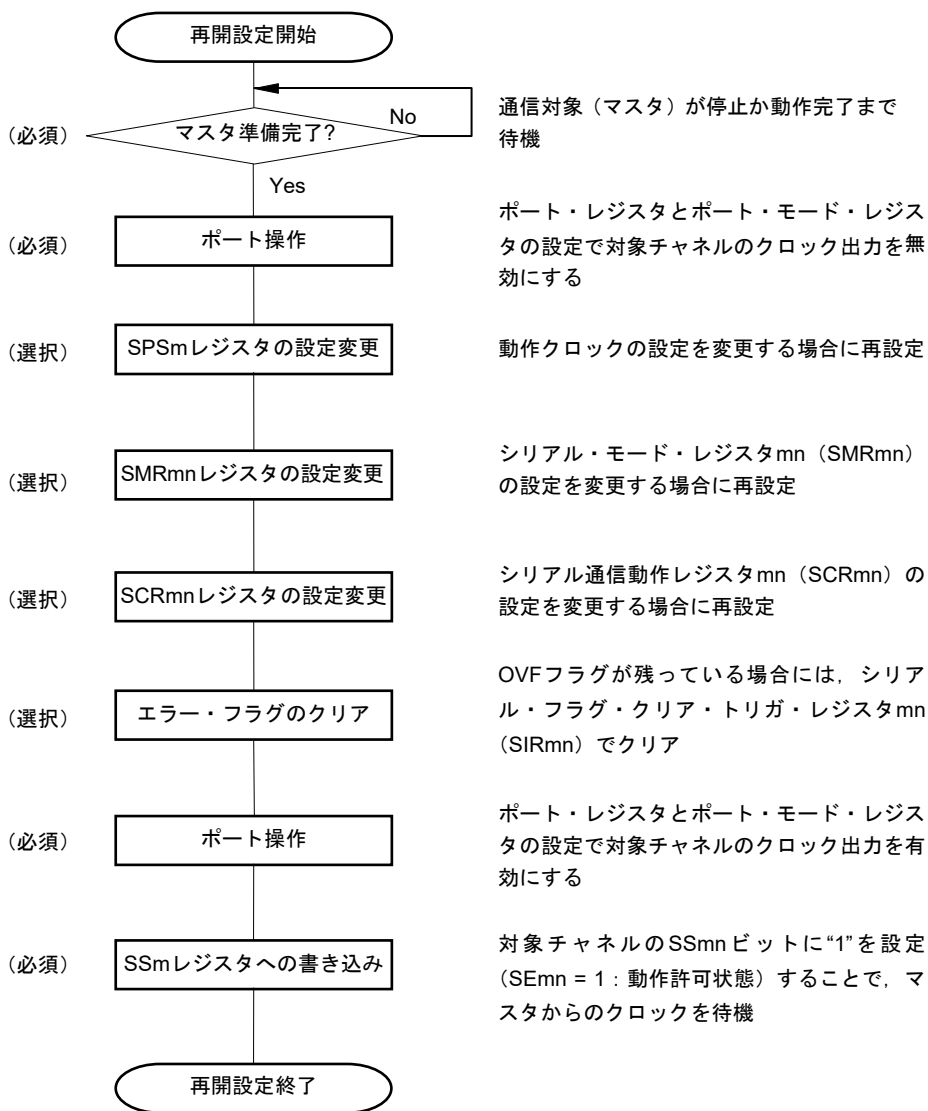 再開設定開始
No
通信対象（マスタ）が停止か動作完了まで
待機
（必須）
マスタ準備完了?
Yes
（必須）
ポート操作
ポート・レジスタとポート・モード・レジス
タの設定で対象チャネルのクロック出力を無
効にする
（選択）
SPSmレジスタの設定変更
動作クロックの設定を変更する場合に再設定
（選択）
SMRmnレジスタの設定変更
シリアル・モード・レジスタmn（SMRmn）
の設定を変更する場合に再設定
（選択）
SCRmnレジスタの設定変更
シリアル通信動作レジスタmn（SCRmn）の
設定を変更する場合に再設定
（選択）
エラー・フラグのクリア
OVFフラグが残っている場合には，シリア
ル・フラグ・クリア・トリガ・レジスタmn
（SIRmn）でクリア
（必須）
ポート操作
ポート・レジスタとポート・モード・レジス
タの設定で対象チャネルのクロック出力を有
効にする
（必須）
SSmレジスタへの書き込み
対象チャネルのSSmnビットに“1”を設定
（SEmn = 1：動作許可状態）することで，マ
スタからのクロックを待機
再開設定終了